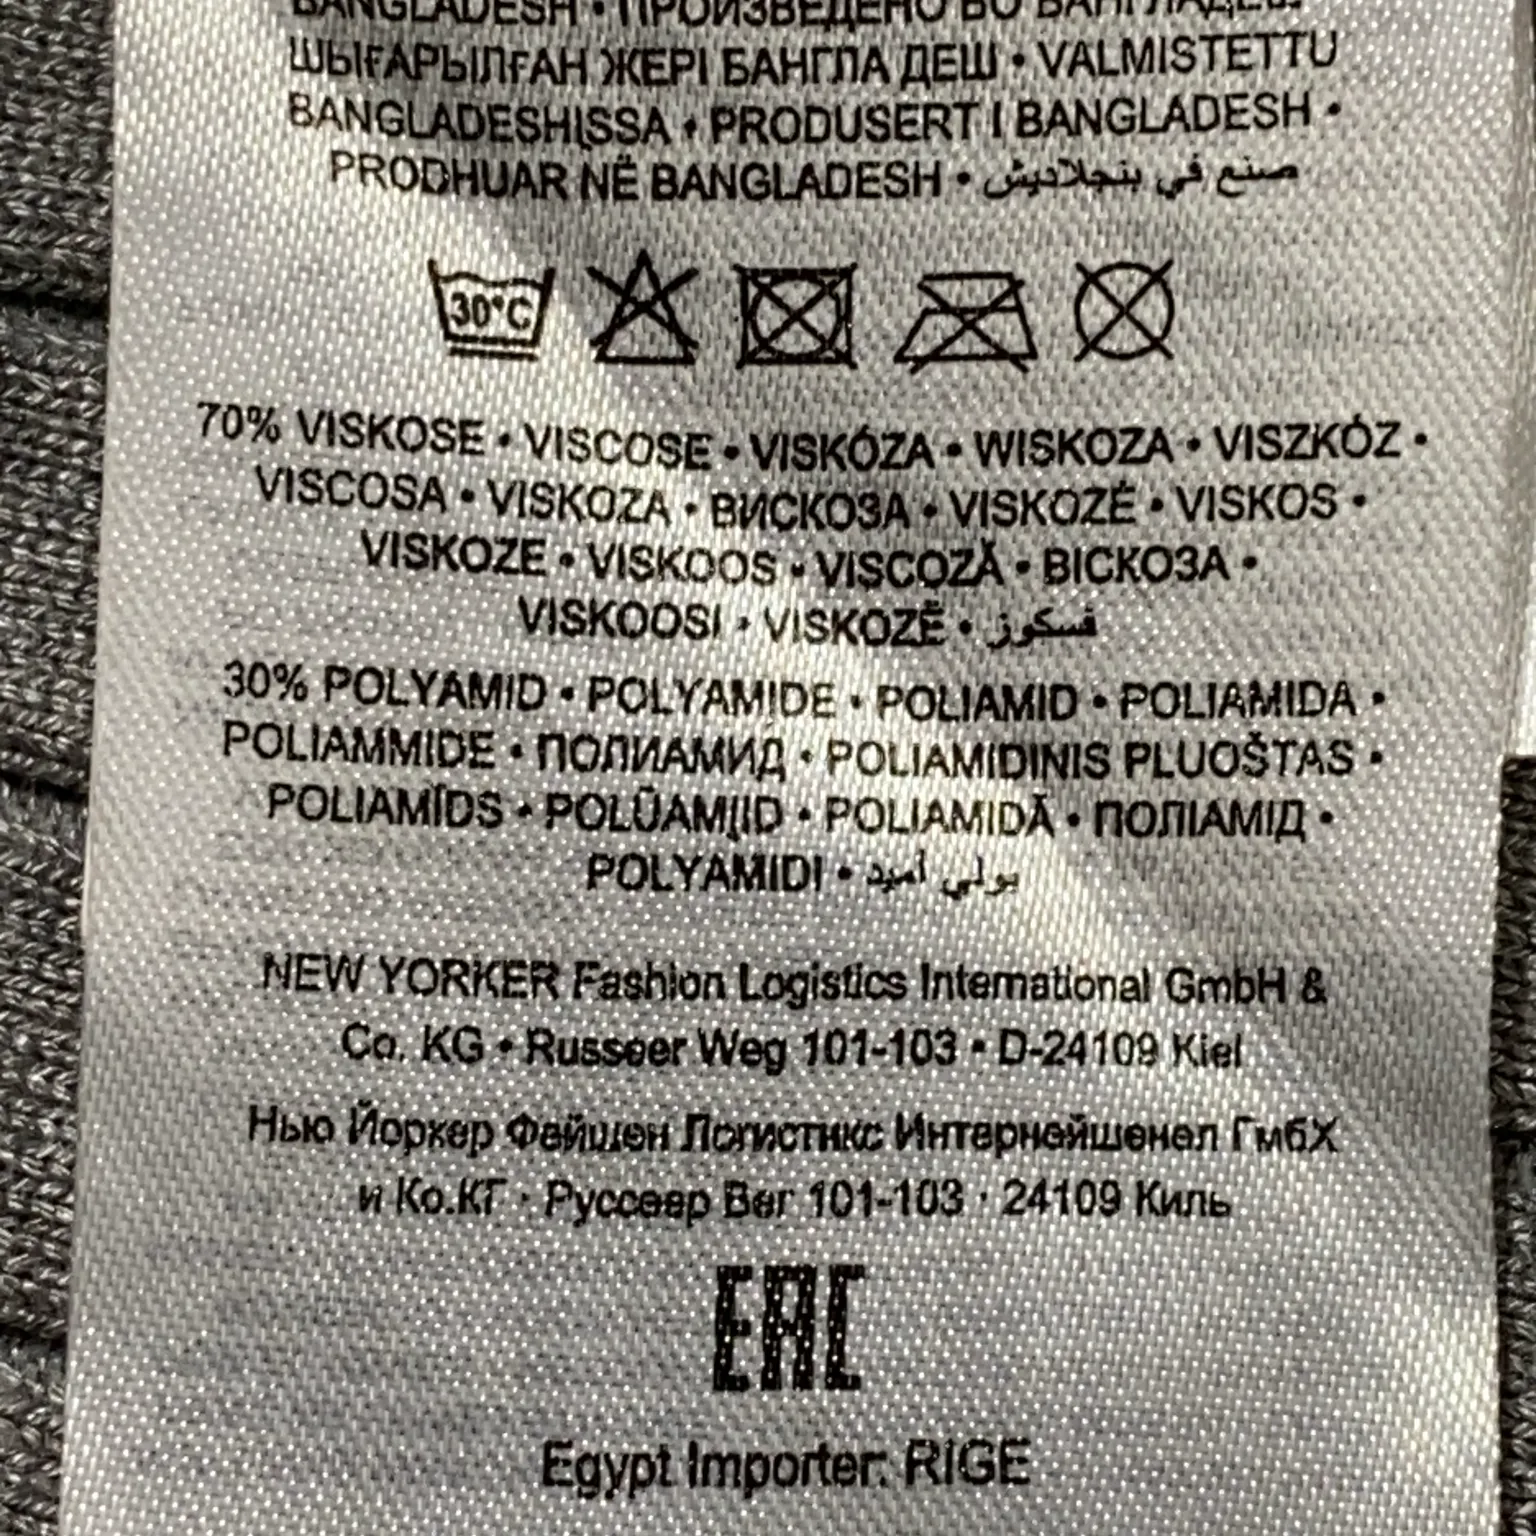 BANGLADESH • ПРОИЗВЕДЕНО ВО БАНГЛАДЕШ
ШЫҒАРЫЛҒАН ЖЕРІ БАНГЛА ДЕШ • VALMISTETTU
BANGLADESHISSA • PRODUSERT I BANGLADESH •
PRODHUAR NË BANGLADESH • صنع في بنجلاديش
30°C
70% VISKOSE • VISCOSE • VISKÓZA • WISKOZA • VISZKÓZ •
VISCOSA • VISKOZA • ВИСКОЗА • VISKOZĖ • VISKOS •
VISKOZE • VISKOOS • VISCOZĂ • ВІСКОЗА •
VISKOOSI • VISKOZË • فسكوز
30% POLYAMID • POLYAMIDE • POLIAMID • POLIAMIDA •
POLIAMMIDE • ПОЛИАМИД • POLIAMIDINIS PLUOŠTAS •
POLIAMĪDS • POLÜAMIID • POLIAMIDĂ • ПОЛІАМІД •
POLYAMIDI • بولي أميد
NEW YORKER Fashion Logistics International GmbH &
Co. KG • Russeer Weg 101-103 • D-24109 Kiel
Нью Йоркер Фейшен Логистикс Интернейшенел ГмбХ
и Ко.КГ • Руссеер Вег 101-103 • 24109 Киль
EAC
Egypt Importer: RIGE